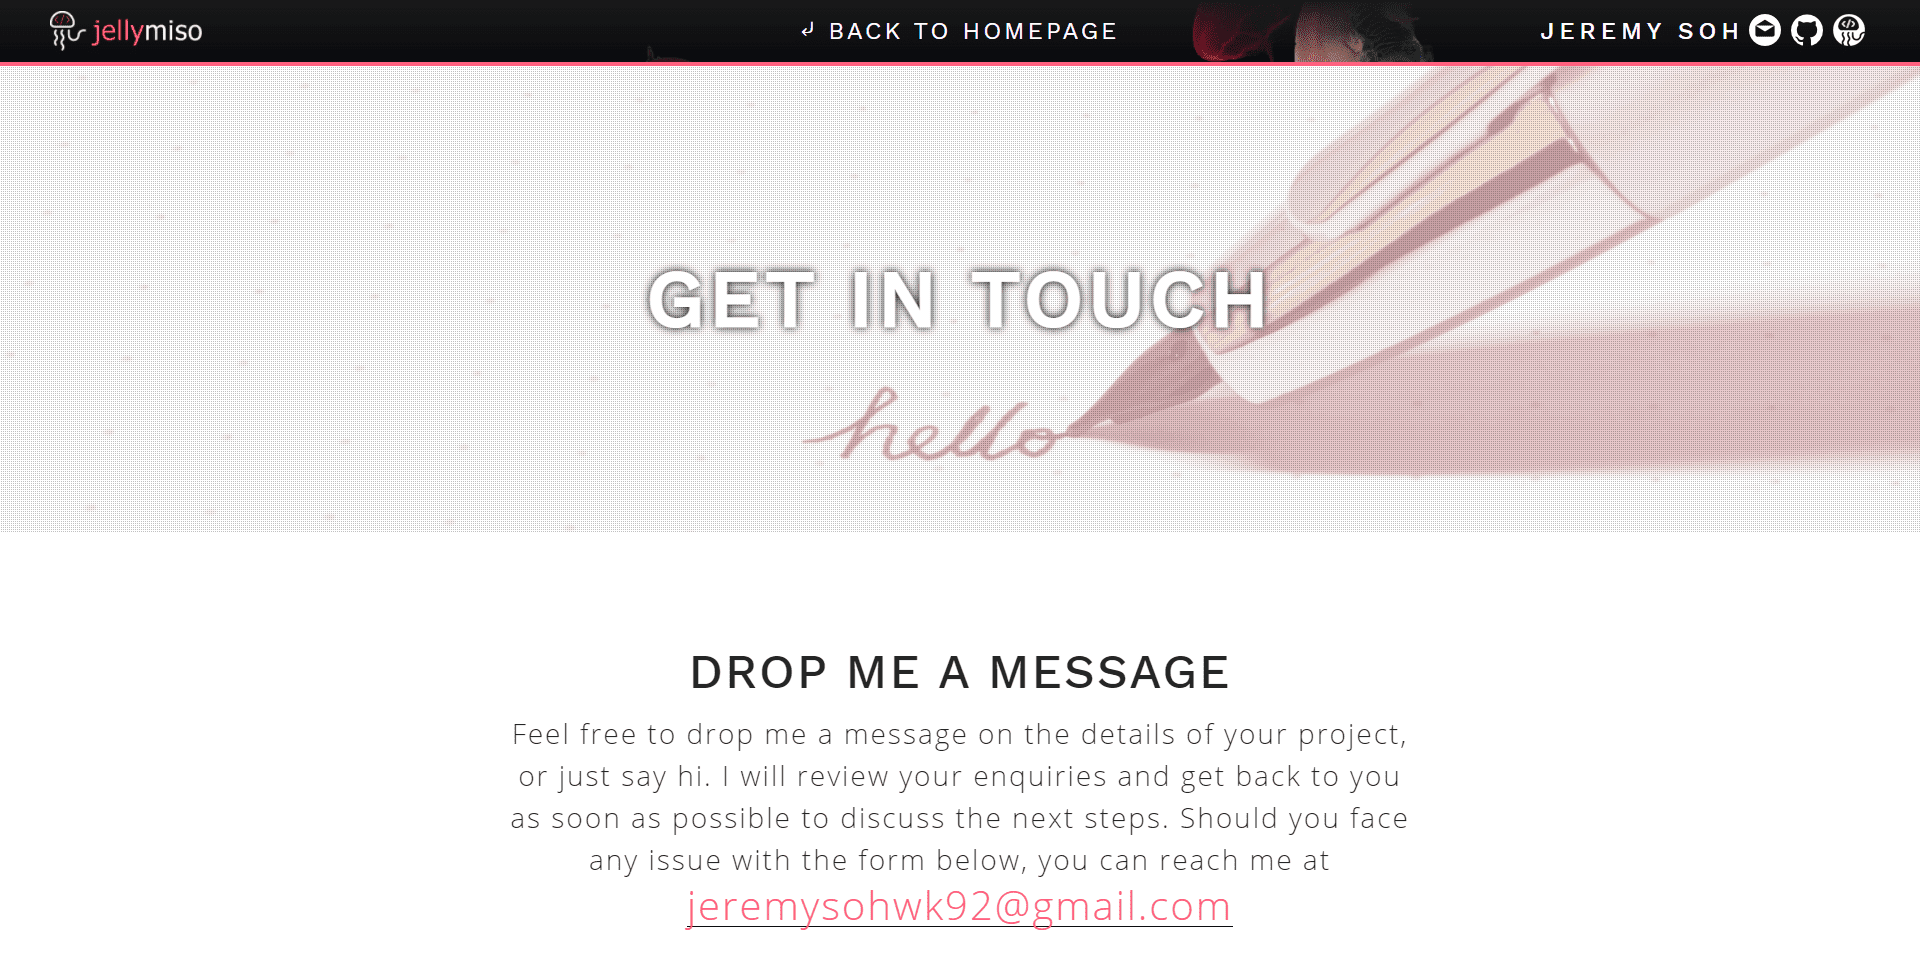 jellymiso
BACK TO HOMEPAGE
JEREMY SOH
GET IN TOUCH
hello
DROP ME A MESSAGE
Feel free to drop me a message on the details of your project,
or just say hi. I will review your enquiries and get back to you
as soon as possible to discuss the next steps. Should you face
any issue with the form below, you can reach me at
jeremysohwk92@gmail.com